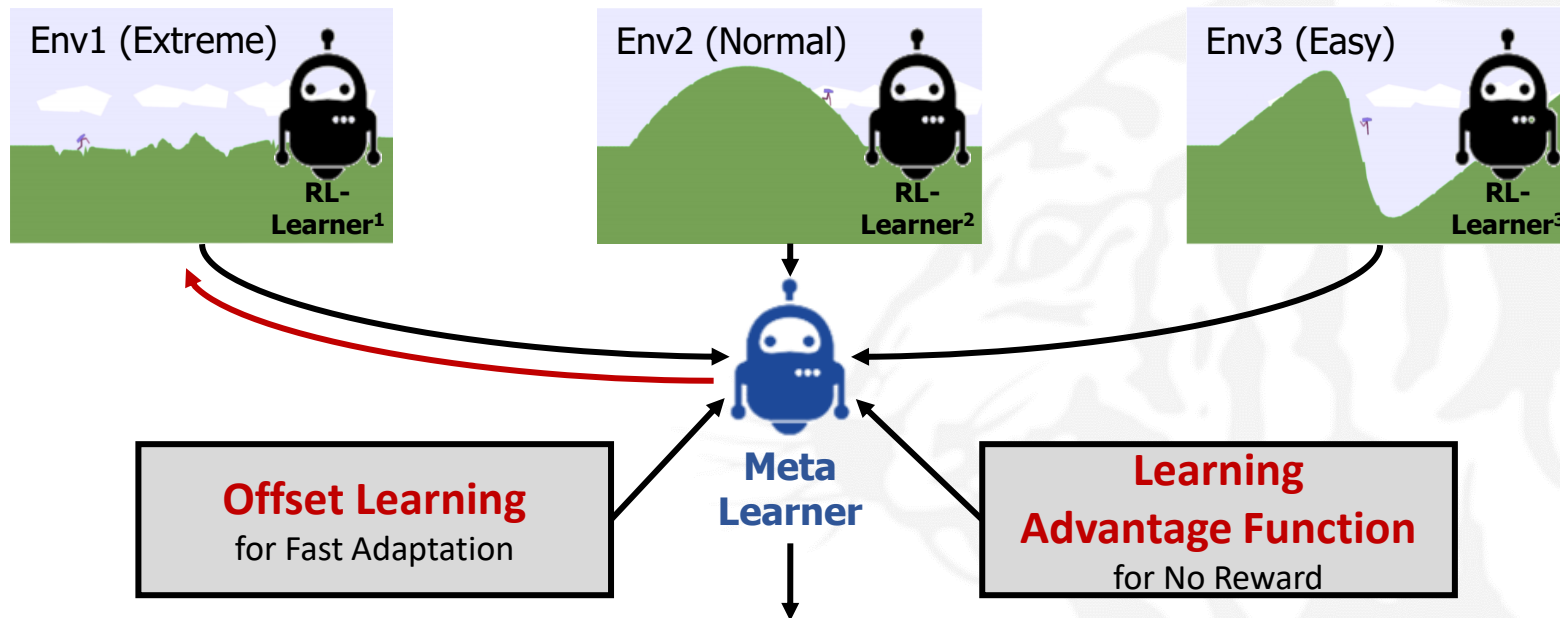 Env1 (Extreme)
RL-
Learner1
Env2 (Normal)
RL-
Learner2
Env3 (Easy)
RL-
Learner3
Meta
Learner
Offset Learning
for Fast Adaptation
Learning
Advantage Function
for No Reward